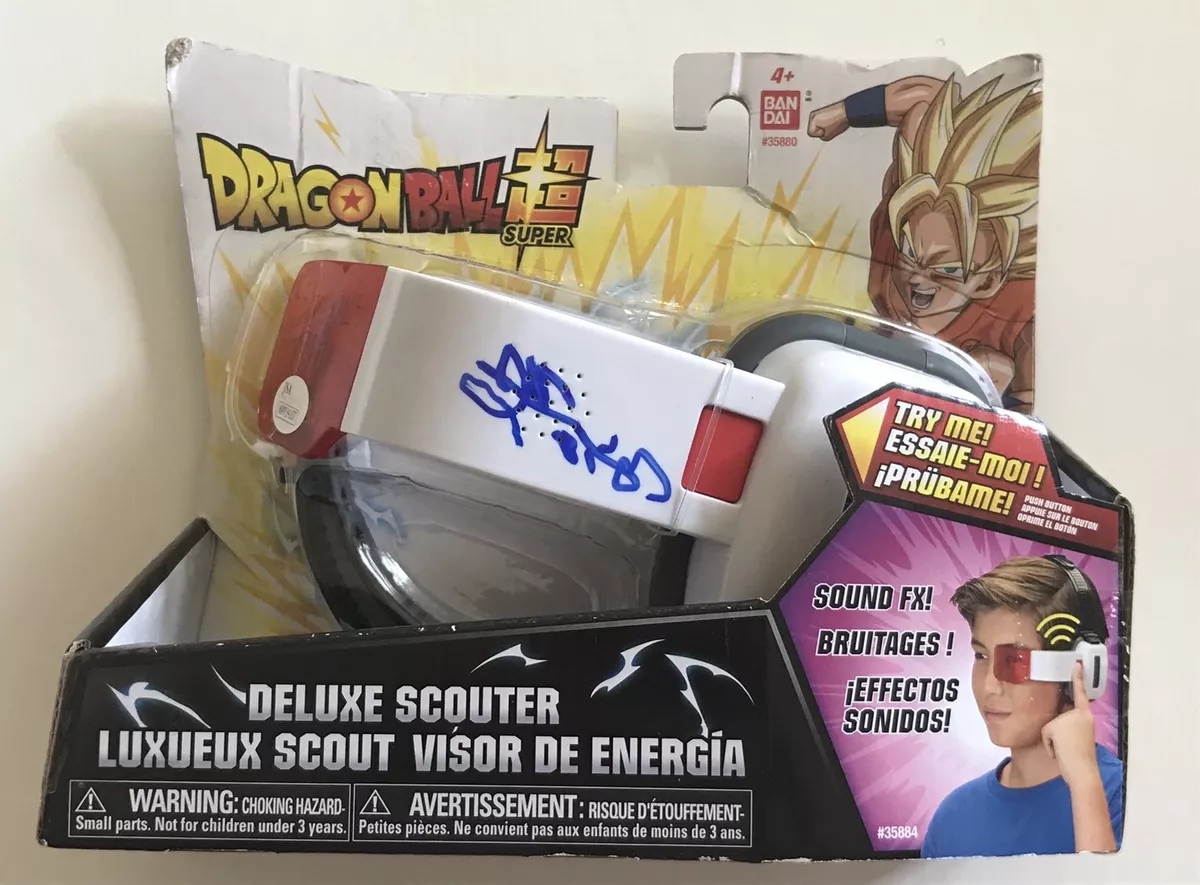 4+
BAN
DAI
®
#35880
DRAGON BALL 超
SUPER
TRY ME!
ESSAIE-MOI !
¡PRÜBAME!
PUSH BUTTON
APPUIE SUR LE BOUTON
OPRIME EL BOTÓN
SOUND FX!
BRUITAGES !
¡EFFECTOS
SONIDOS!
#35884
DELUXE SCOUTER
LUXUEUX SCOUT VISOR DE ENERGÍA
WARNING: CHOKING HAZARD-
Small parts. Not for children under 3 years.
AVERTISSEMENT : RISQUE D'ÉTOUFFEMENT-
Petites pièces. Ne convient pas aux enfants de moins de 3 ans.